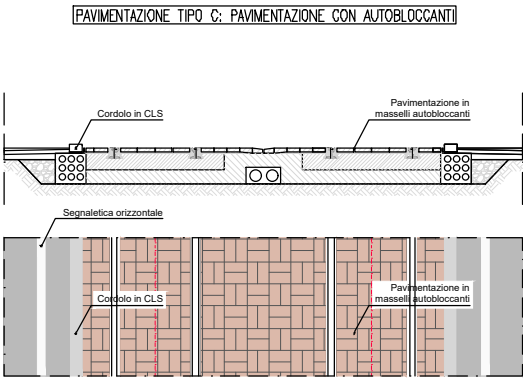 PAVIMENTAZIONE TIPO C: PAVIMENTAZIONE CON AUTOBLOCCANTI
Cordolo in CLS
Pavimentazione in
masselli autobloccanti
Segnaletica orizzontale
Cordolo in CLS
Pavimentazione in
masselli autobloccanti